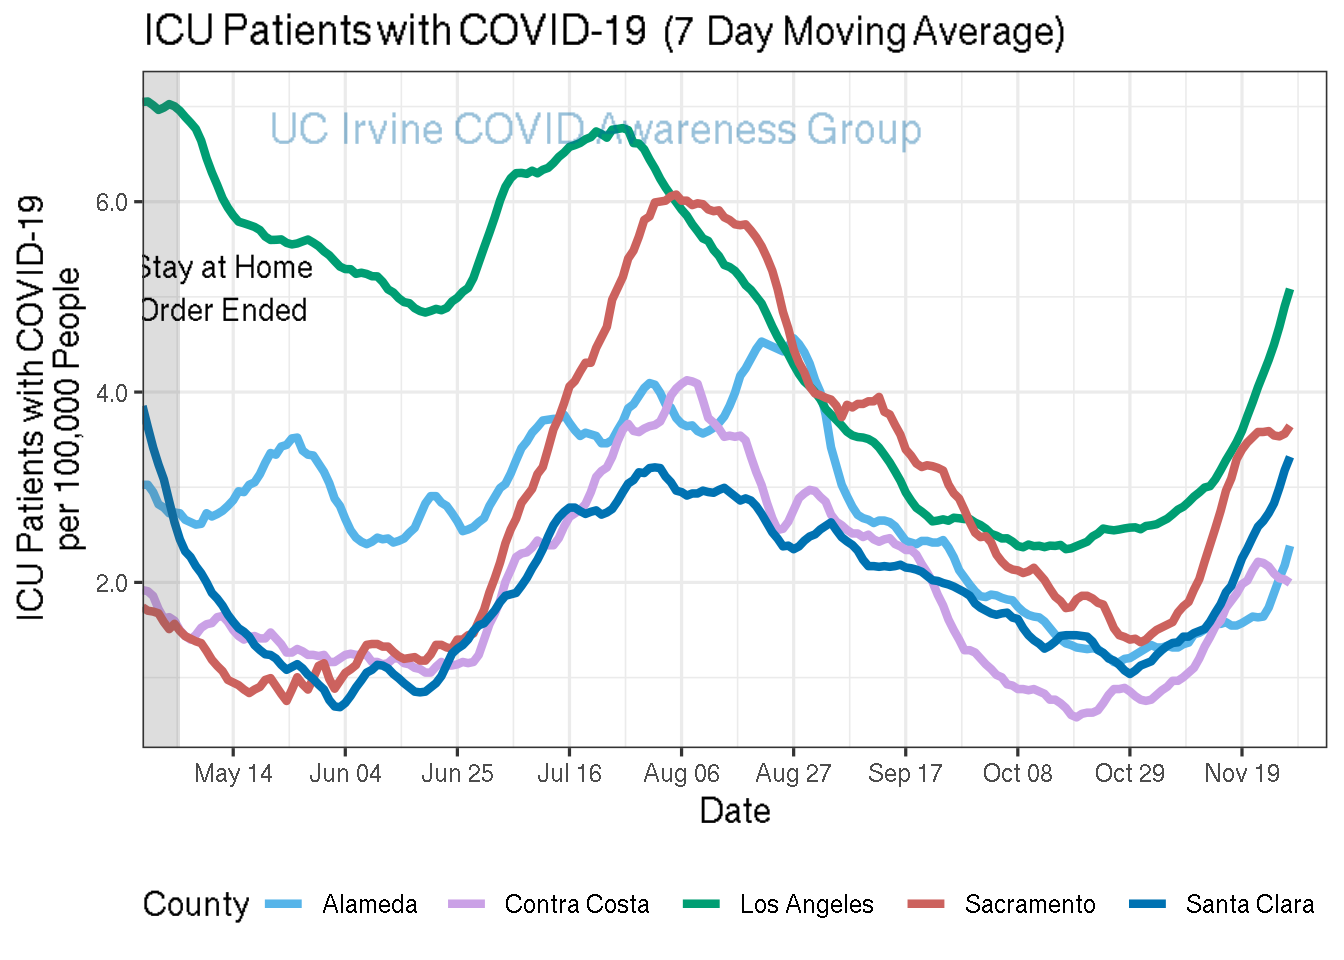 ICU Patients with COVID-19 (7 Day Moving Average)
UC Irvine COVID Awareness Group
ICU Patients with COVID-19
per 100,000 People
6.0
4.0
2.0
Stay at Home
Order Ended
May 14 Jun 04 Jun 25 Jul 16 Aug 06 Aug 27 Sep 17 Oct 08 Oct 29 Nov 19
Date
County Alameda Contra Costa Los Angeles Sacramento Santa Clara